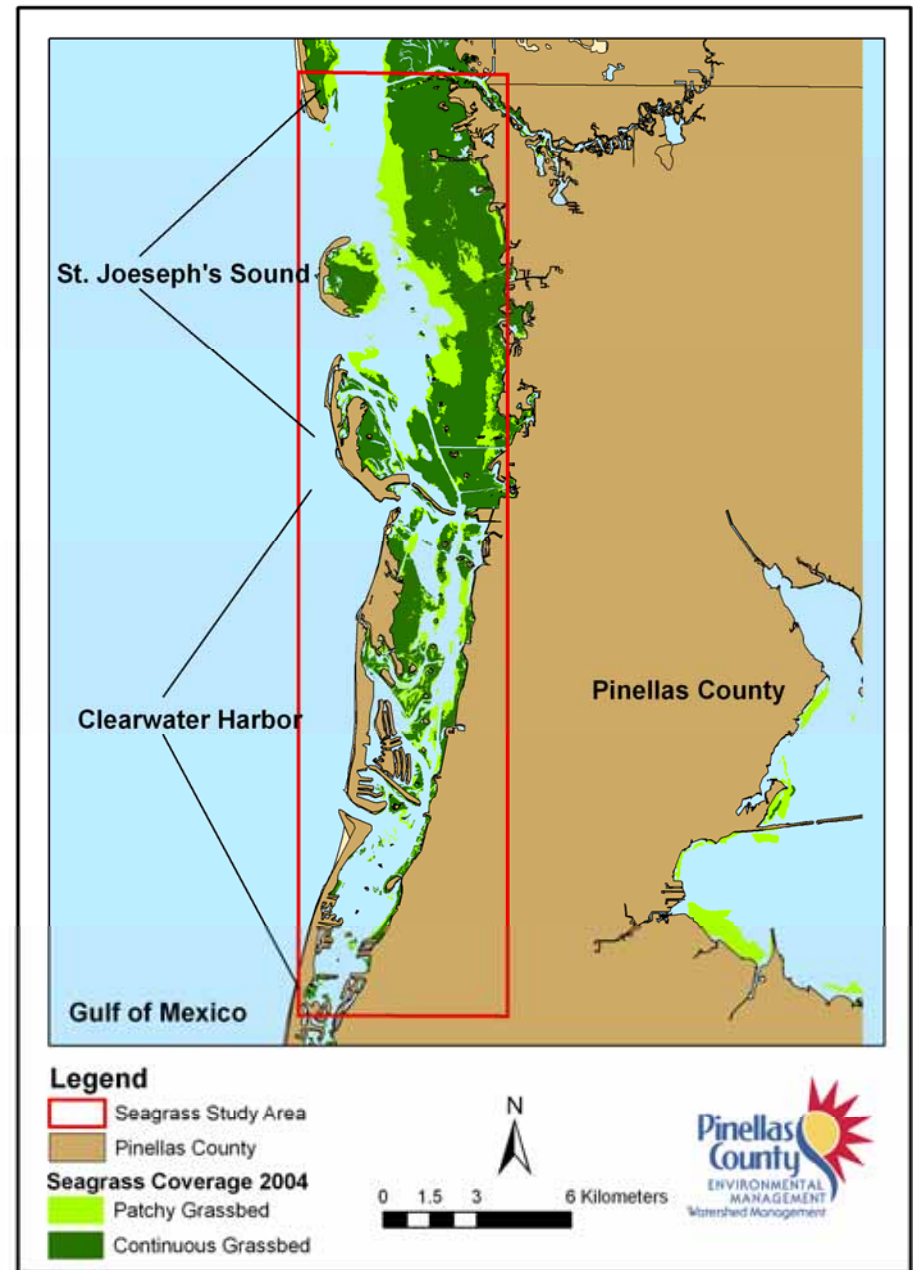 St. Joeseph's Sound
Clearwater Harbor
Pinellas County
Gulf of Mexico
Legend
Seagrass Study Area
Pinellas County
Seagrass Coverage 2004
Patchy Grassbed
Continuous Grassbed
N
0 1.5 3 6 Kilometers
Pinellas
County
ENVIRONMENTAL
MANAGEMENT
Watershed Management